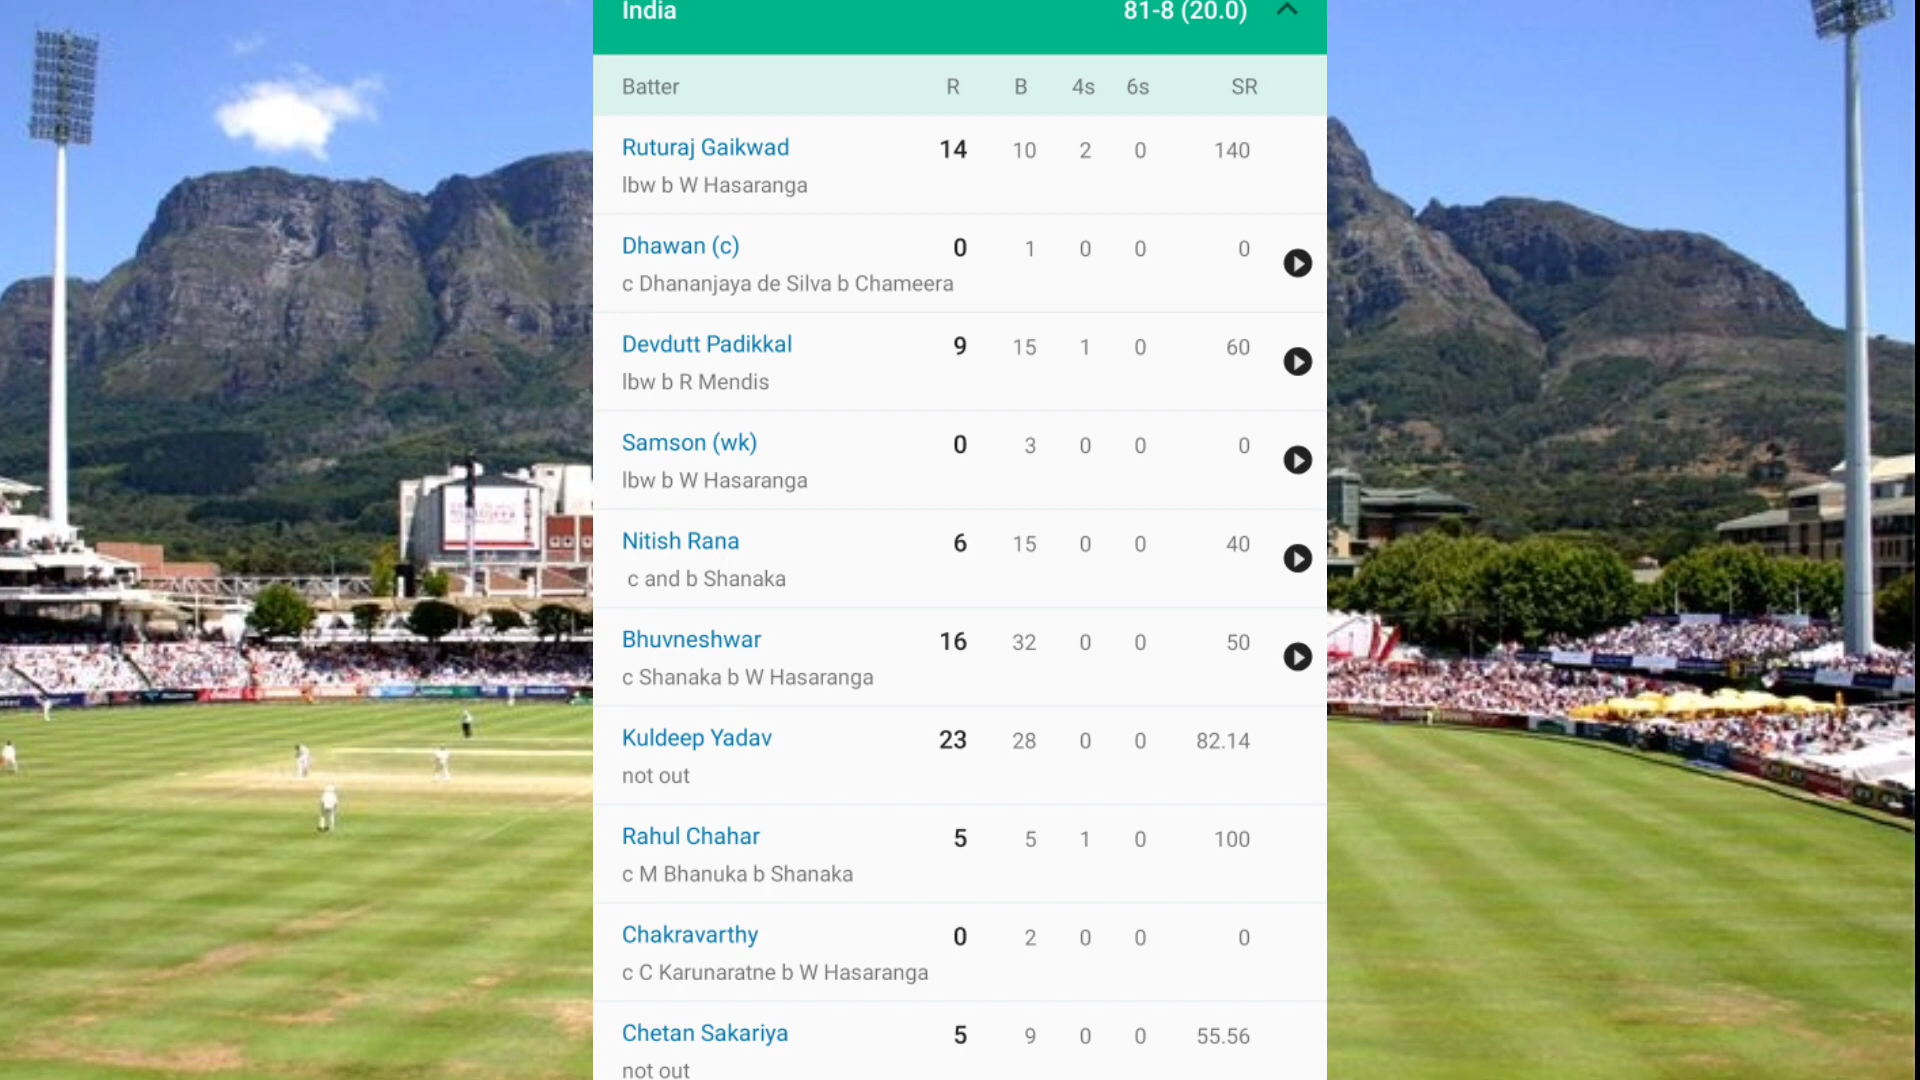 India 81-8 (20.0)
Batter R B 4s 6s SR
Ruturaj Gaikwad 14 10 2 0 140
lbw b W Hasaranga
Dhawan (c) 0 1 0 0 0
c Dhananjaya de Silva b Chameera
Devdutt Padikkal 9 15 1 0 60
lbw b R Mendis
Samson (wk) 0 3 0 0 0
lbw b W Hasaranga
Nitish Rana 6 15 0 0 40
c and b Shanaka
Bhuvneshwar 16 32 0 0 50
c Shanaka b W Hasaranga
Kuldeep Yadav 23 28 0 0 82.14
not out
Rahul Chahar 5 5 1 0 100
c M Bhanuka b Shanaka
Chakravarthy 0 2 0 0 0
c C Karunaratne b W Hasaranga
Chetan Sakariya 5 9 0 0 55.56
not out